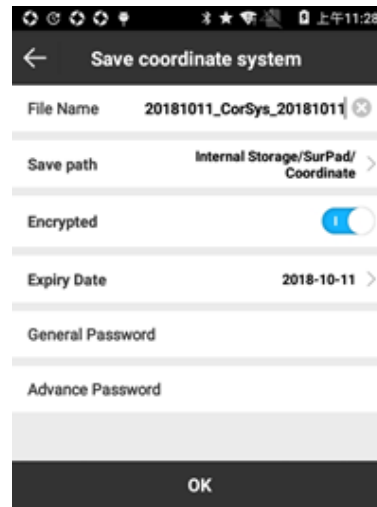 上午11:28
Save coordinate system
File Name 20181011_CorSys_20181011
Save path Internal Storage/SurPad/
Coordinate
Encrypted
Expiry Date 2018-10-11
General Password
Advance Password
OK